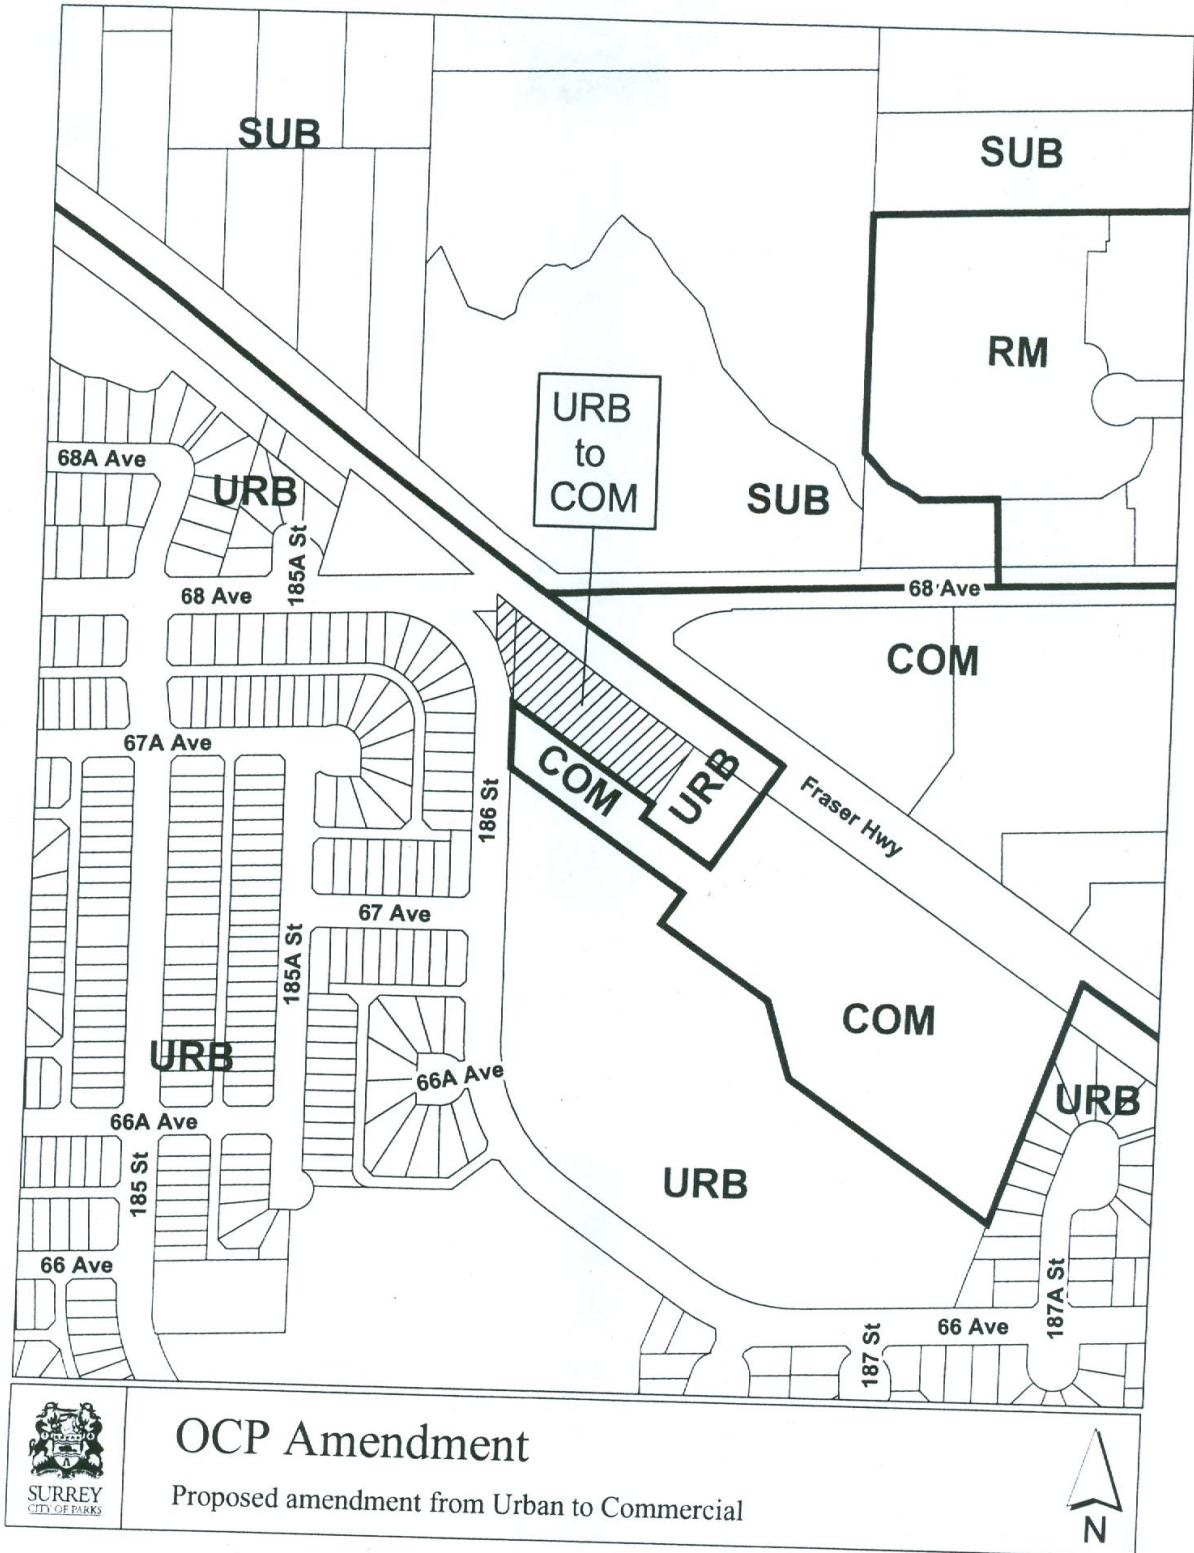 SUB
SUB
RM
URB
to
COM
68A Ave
URB
SUB
185A St
68 Ave
68 Ave
COM
67A Ave
COM
URB
186 St
Fraser Hwy
67 Ave
185A St
COM
URB
66A Ave
URB
66A Ave
185 St
URB
66 Ave
187A St
66 Ave
187 St
SURREY
CITY OF PARKS
OCP Amendment
Proposed amendment from Urban to Commercial
N